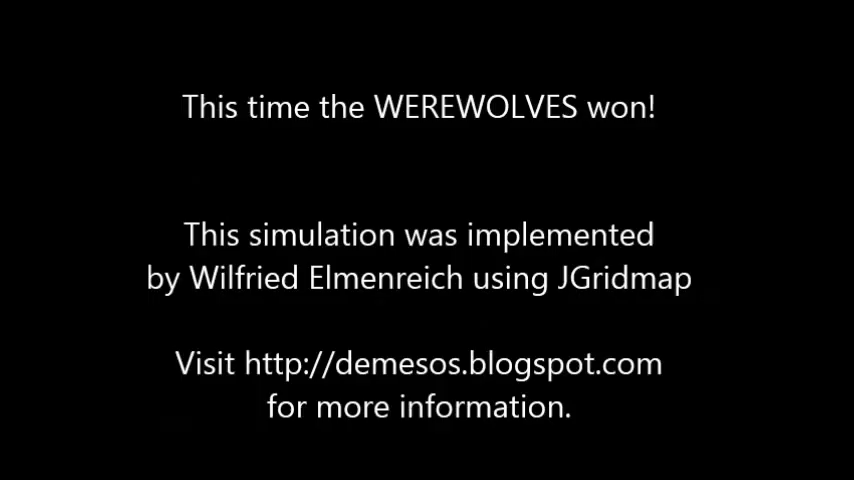 This time the WEREWOLVES won!
This simulation was implemented
by Wilfried Elmenreich using JGridmap
Visit http://demesos.blogspot.com
for more information.